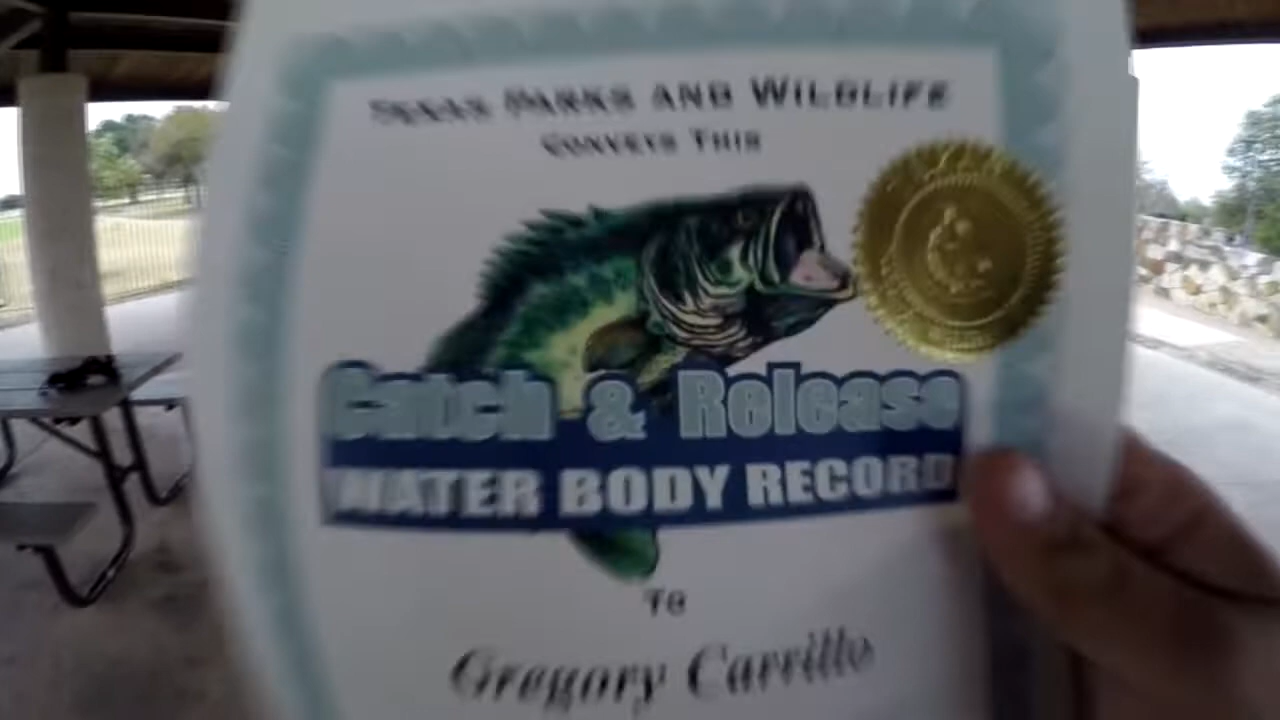 TEXAS PARKS AND WILDLIFE
CONVEYS THIS
Catch & Release
WATER BODY RECORD
To
Gregory Carrillo